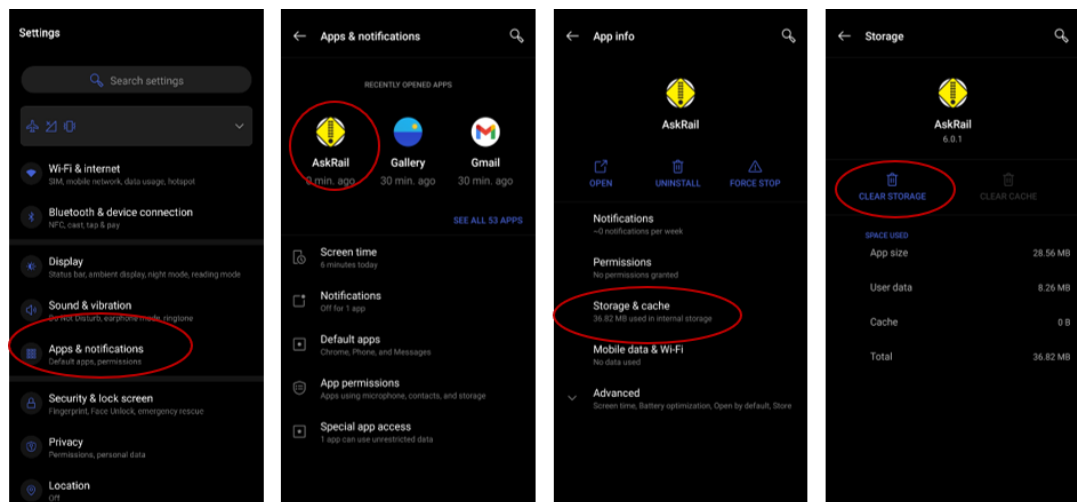 Settings
Search settings
Wi-Fi & internet
SIM, mobile network, data usage, hotspot
Bluetooth & device connection
NFC, cast, tap & pay
Display
Status bar, ambient display, night mode, reading mode
Sound & vibration
Do Not Disturb, earphone mode, ringtone
Apps & notifications
Default apps, permissions
Security & lock screen
Fingerprint, Face Unlock, emergency rescue
Privacy
Permissions, personal data
Location
Off
Apps & notifications
RECENTLY OPENED APPS
AskRail Gallery Gmail
0 min. ago 30 min. ago 30 min. ago
SEE ALL 53 APPS
Screen time
6 minutes today
Notifications
Off for 1 app
Default apps
Chrome, Phone, and Messages
App permissions
Apps using microphone, contacts, and storage
Special app access
1 app can use unrestricted data
App info
AskRail
OPEN UNINSTALL FORCE STOP
Notifications
~0 notifications per week
Permissions
No permissions granted
Storage & cache
36.82 MB used in internal storage
Mobile data & Wi-Fi
No data used
Advanced
Screen time, Battery optimization, Open by default, Store
Storage
AskRail
6.0.1
CLEAR STORAGE CLEAR CACHE
SPACE USED
App size 28.56 MB
User data 8.26 MB
Cache 0 B
Total 36.82 MB